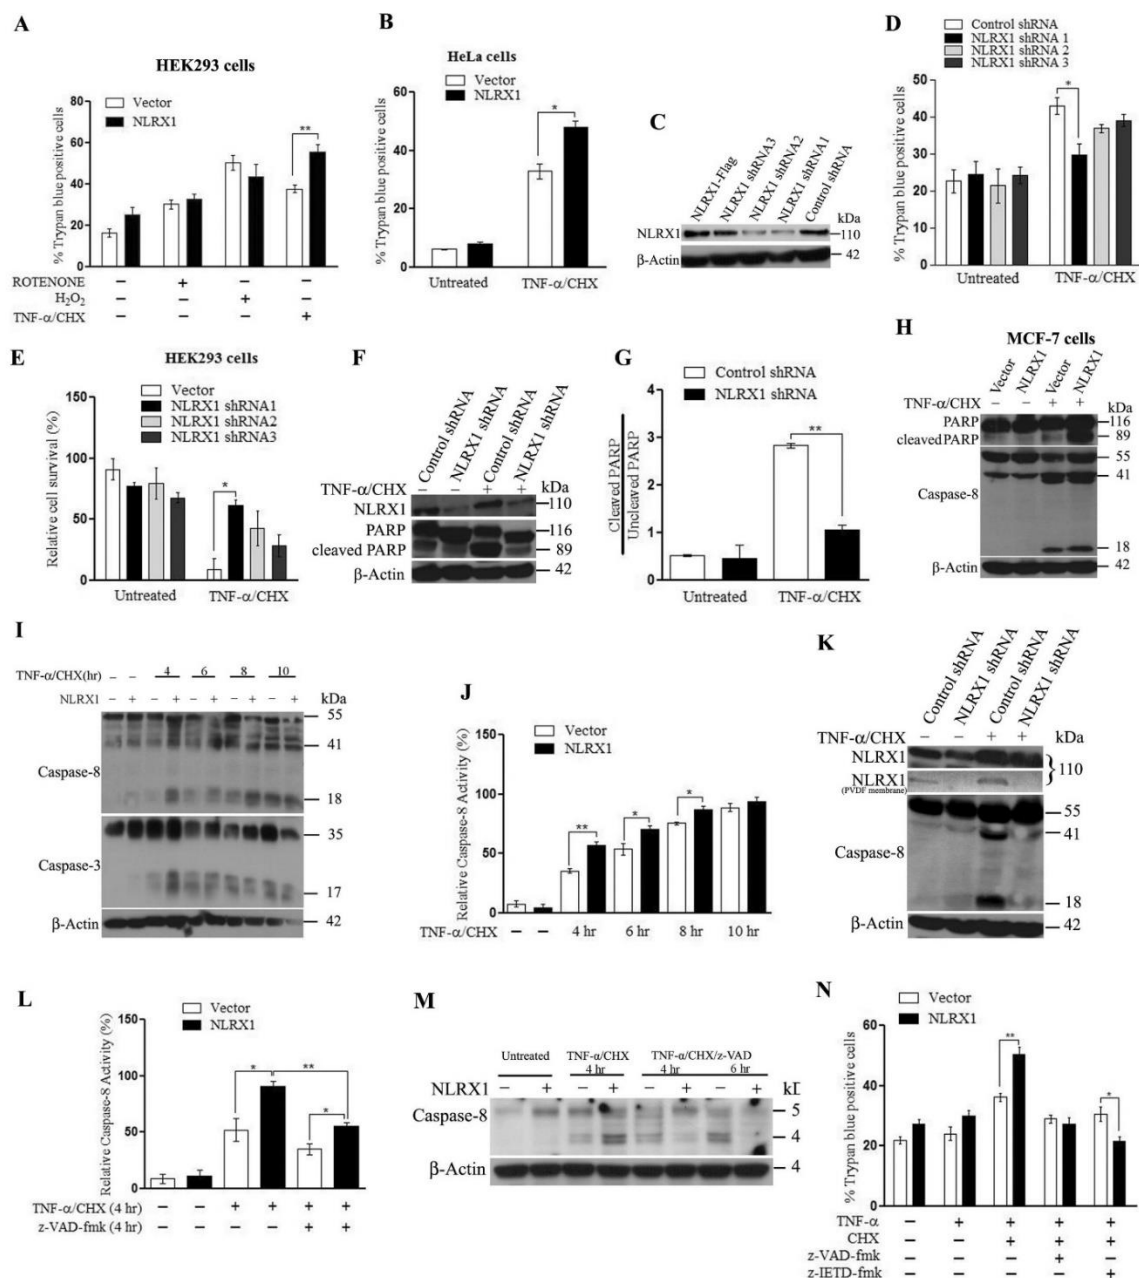 A
HEK293 cells
Vector
NLRX1
% Trypan blue positive cells
80
60
40
20
0
ROTENONE − − + − − −
H₂O₂ − − − + − −
TNF-α/CHX − − − +
B
HeLa cells
Vector
NLRX1
% Trypan blue positive cells
60
40
20
0
*
Untreated TNF-α/CHX
C
NLRX1-Flag
NLRX1 shRNA3
NLRX1 shRNA2
NLRX1 shRNA1
Control shRNA
kDa
NLRX1 110
β-Actin 42
D
Control shRNA
NLRX1 shRNA 1
NLRX1 shRNA 2
NLRX1 shRNA 3
% Trypan blue positive cells
50
40
30
20
10
0
*
Untreated TNF-α/CHX
E
HEK293 cells
Vector
NLRX1 shRNA1
NLRX1 shRNA2
NLRX1 shRNA3
Relative cell survival (%)
150
100
50
0
*
Untreated TNF-α/CHX
F
Control shRNA
NLRX1 shRNA
Control shRNA
NLRX1 shRNA
TNF-α/CHX − − + + kDa
NLRX1 110
PARP 116
cleaved PARP 89
β-Actin 42
G
Control shRNA
NLRX1 shRNA
Cleaved PARP
Uncleaved PARP
4
3
2
1
0
**
Untreated TNF-α/CHX
H
MCF-7 cells
Vector
NLRX1
Vector
NLRX1
TNF-α/CHX − − + + kDa
PARP 116
cleaved PARP 89
55
41
Caspase-8
18
β-Actin 42
I
TNF-α/CHX(hr) − − 4 6 8 10
NLRX1 − + − + − + − + − + kDa
55
41
Caspase-8
18
35
Caspase-3
17
β-Actin 42
J
Vector
NLRX1
Relative Caspase-8 Activity (%)
150
100
50
0
** * *
TNF-α/CHX − − 4 hr 6 hr 8 hr 10 hr
K
Control shRNA
NLRX1 shRNA
Control shRNA
NLRX1 shRNA
TNF-α/CHX − − + + kDa
NLRX1
110
NLRX1
(PVDF membrane)
55
41
Caspase-8
18
β-Actin 42
L
Vector
NLRX1
Relative Caspase-8 Activity (%)
150
100
50
0
* ** *
TNF-α/CHX (4 hr) − − + + + +
z-VAD-fmk (4 hr) − − − − + +
M
Untreated TNF-α/CHX TNF-α/CHX/z-VAD
4 hr 4 hr 6 hr
NLRX1 − + − + − + − +
Caspase-8 5
4
β-Actin 4
N
Vector
NLRX1
% Trypan blue positive cells
60
40
20
0
** *
TNF-α − + + + +
CHX − − + + +
z-VAD-fmk − − − + −
z-IETD-fmk − − − − +